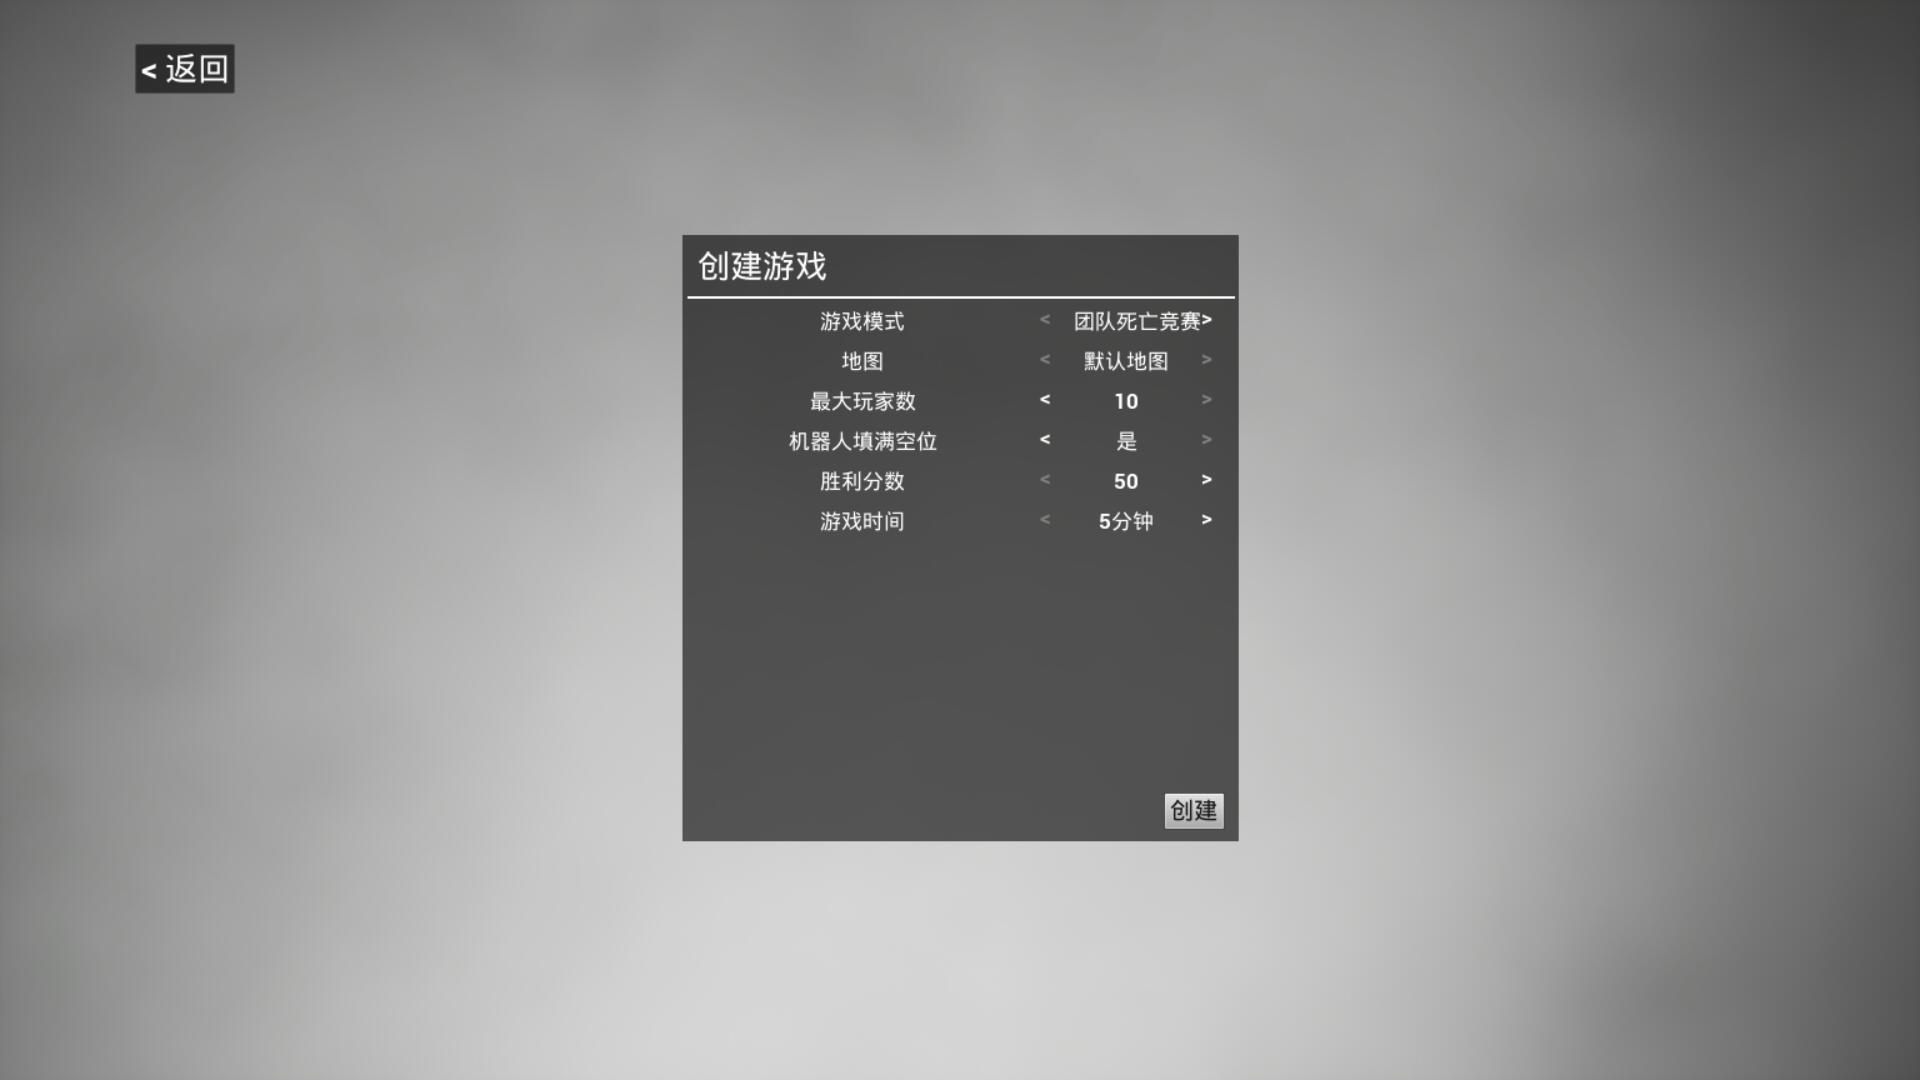 < 返回
创建游戏
游戏模式 < 团队死亡竞赛 >
地图 < 默认地图 >
最大玩家数 < 10 >
机器人填满空位 < 是 >
胜利分数 < 50 >
游戏时间 < 5分钟 >
创建